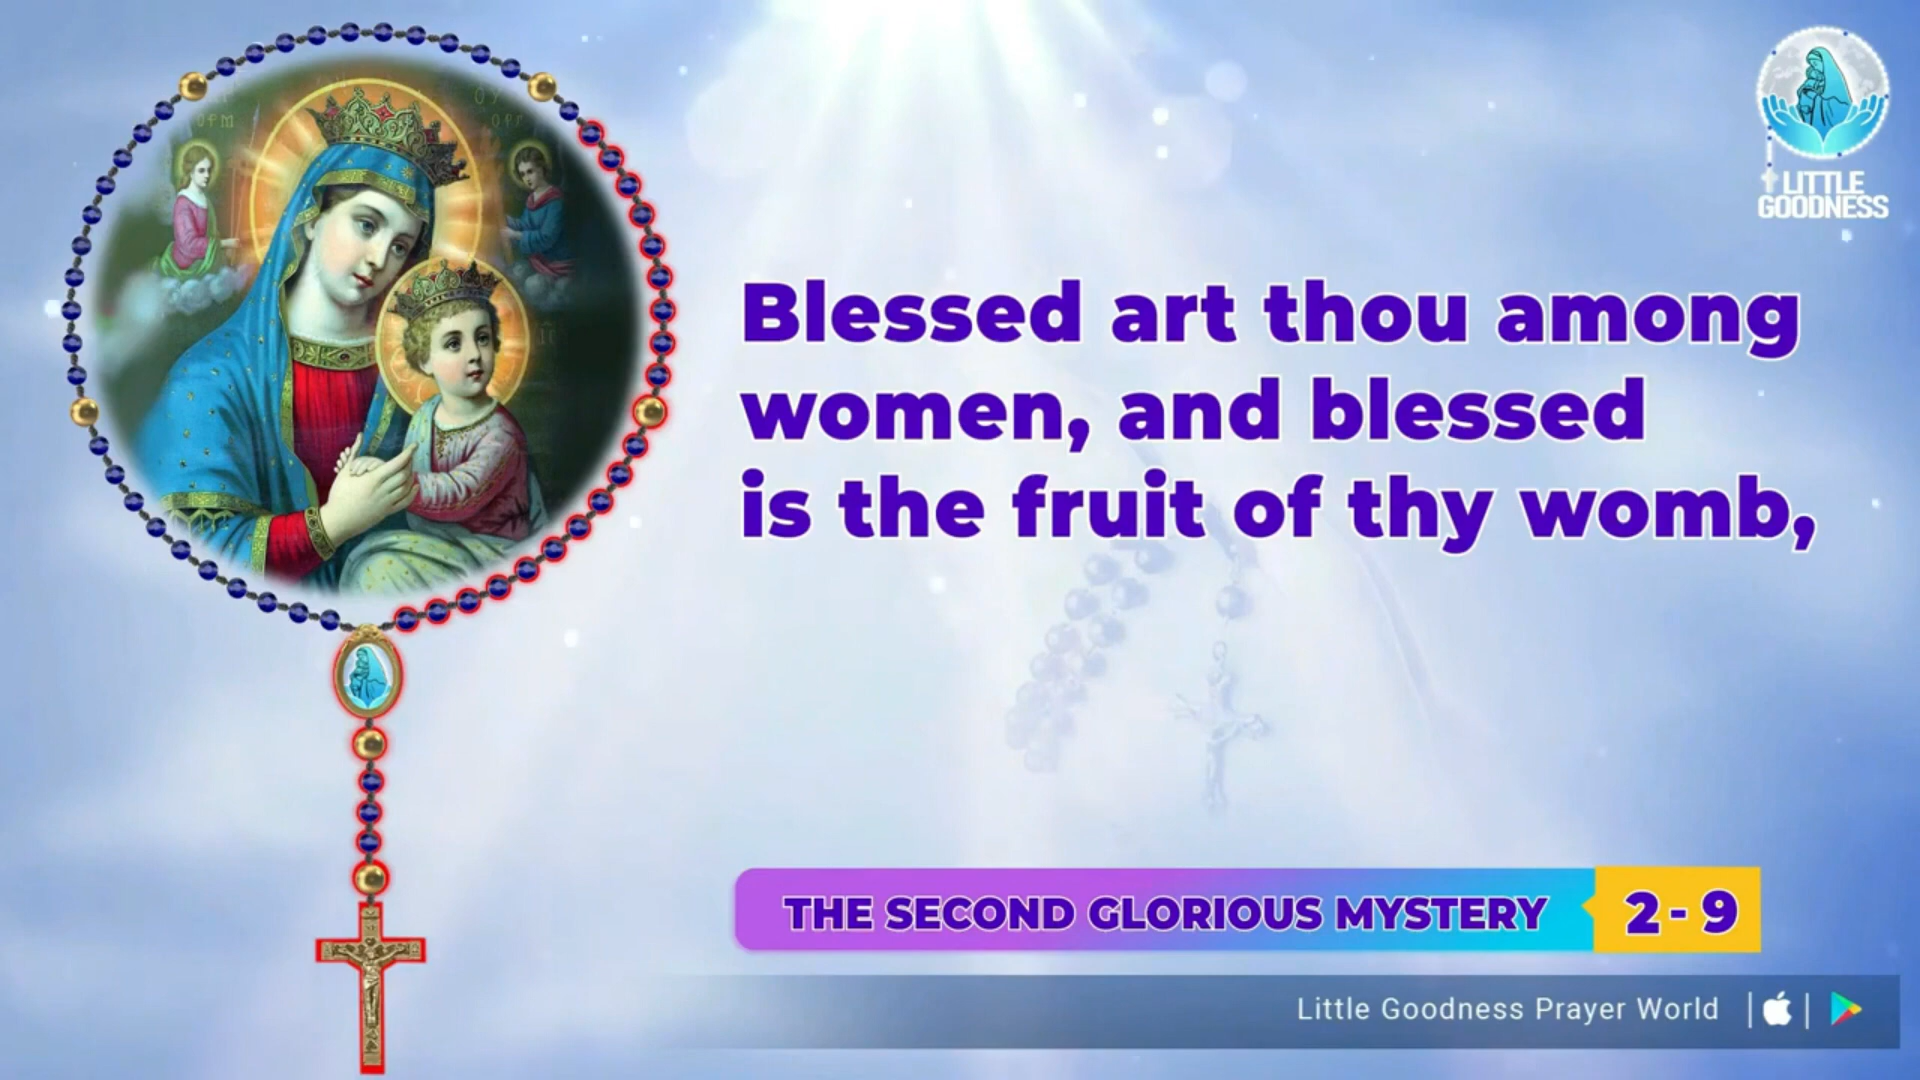 LITTLE
GOODNESS
Blessed art thou among
women, and blessed
is the fruit of thy womb,
THE SECOND GLORIOUS MYSTERY
2 - 9
Little Goodness Prayer World